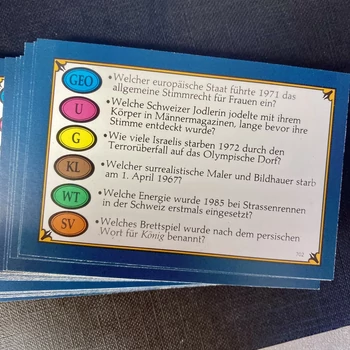 GEO •Welcher europäische Staat führte 1971 das
allgemeine Stimmrecht für Frauen ein?
U •Welche Schweizer Jodlerin jodelte mit ihrem
Körper in Männermagazinen, lange bevor ihre
Stimme entdeckt wurde?
G •Wie viele Israelis starben 1972 durch den
Terrorüberfall auf das Olympische Dorf?
KL •Welcher surrealistische Maler und Bildhauer starb
am 1. April 1967?
WT •Welche Energie wurde 1985 bei Strassenrennen
in der Schweiz erstmals eingesetzt?
SV •Welches Brettspiel wurde nach dem persischen
Wort für König benannt?